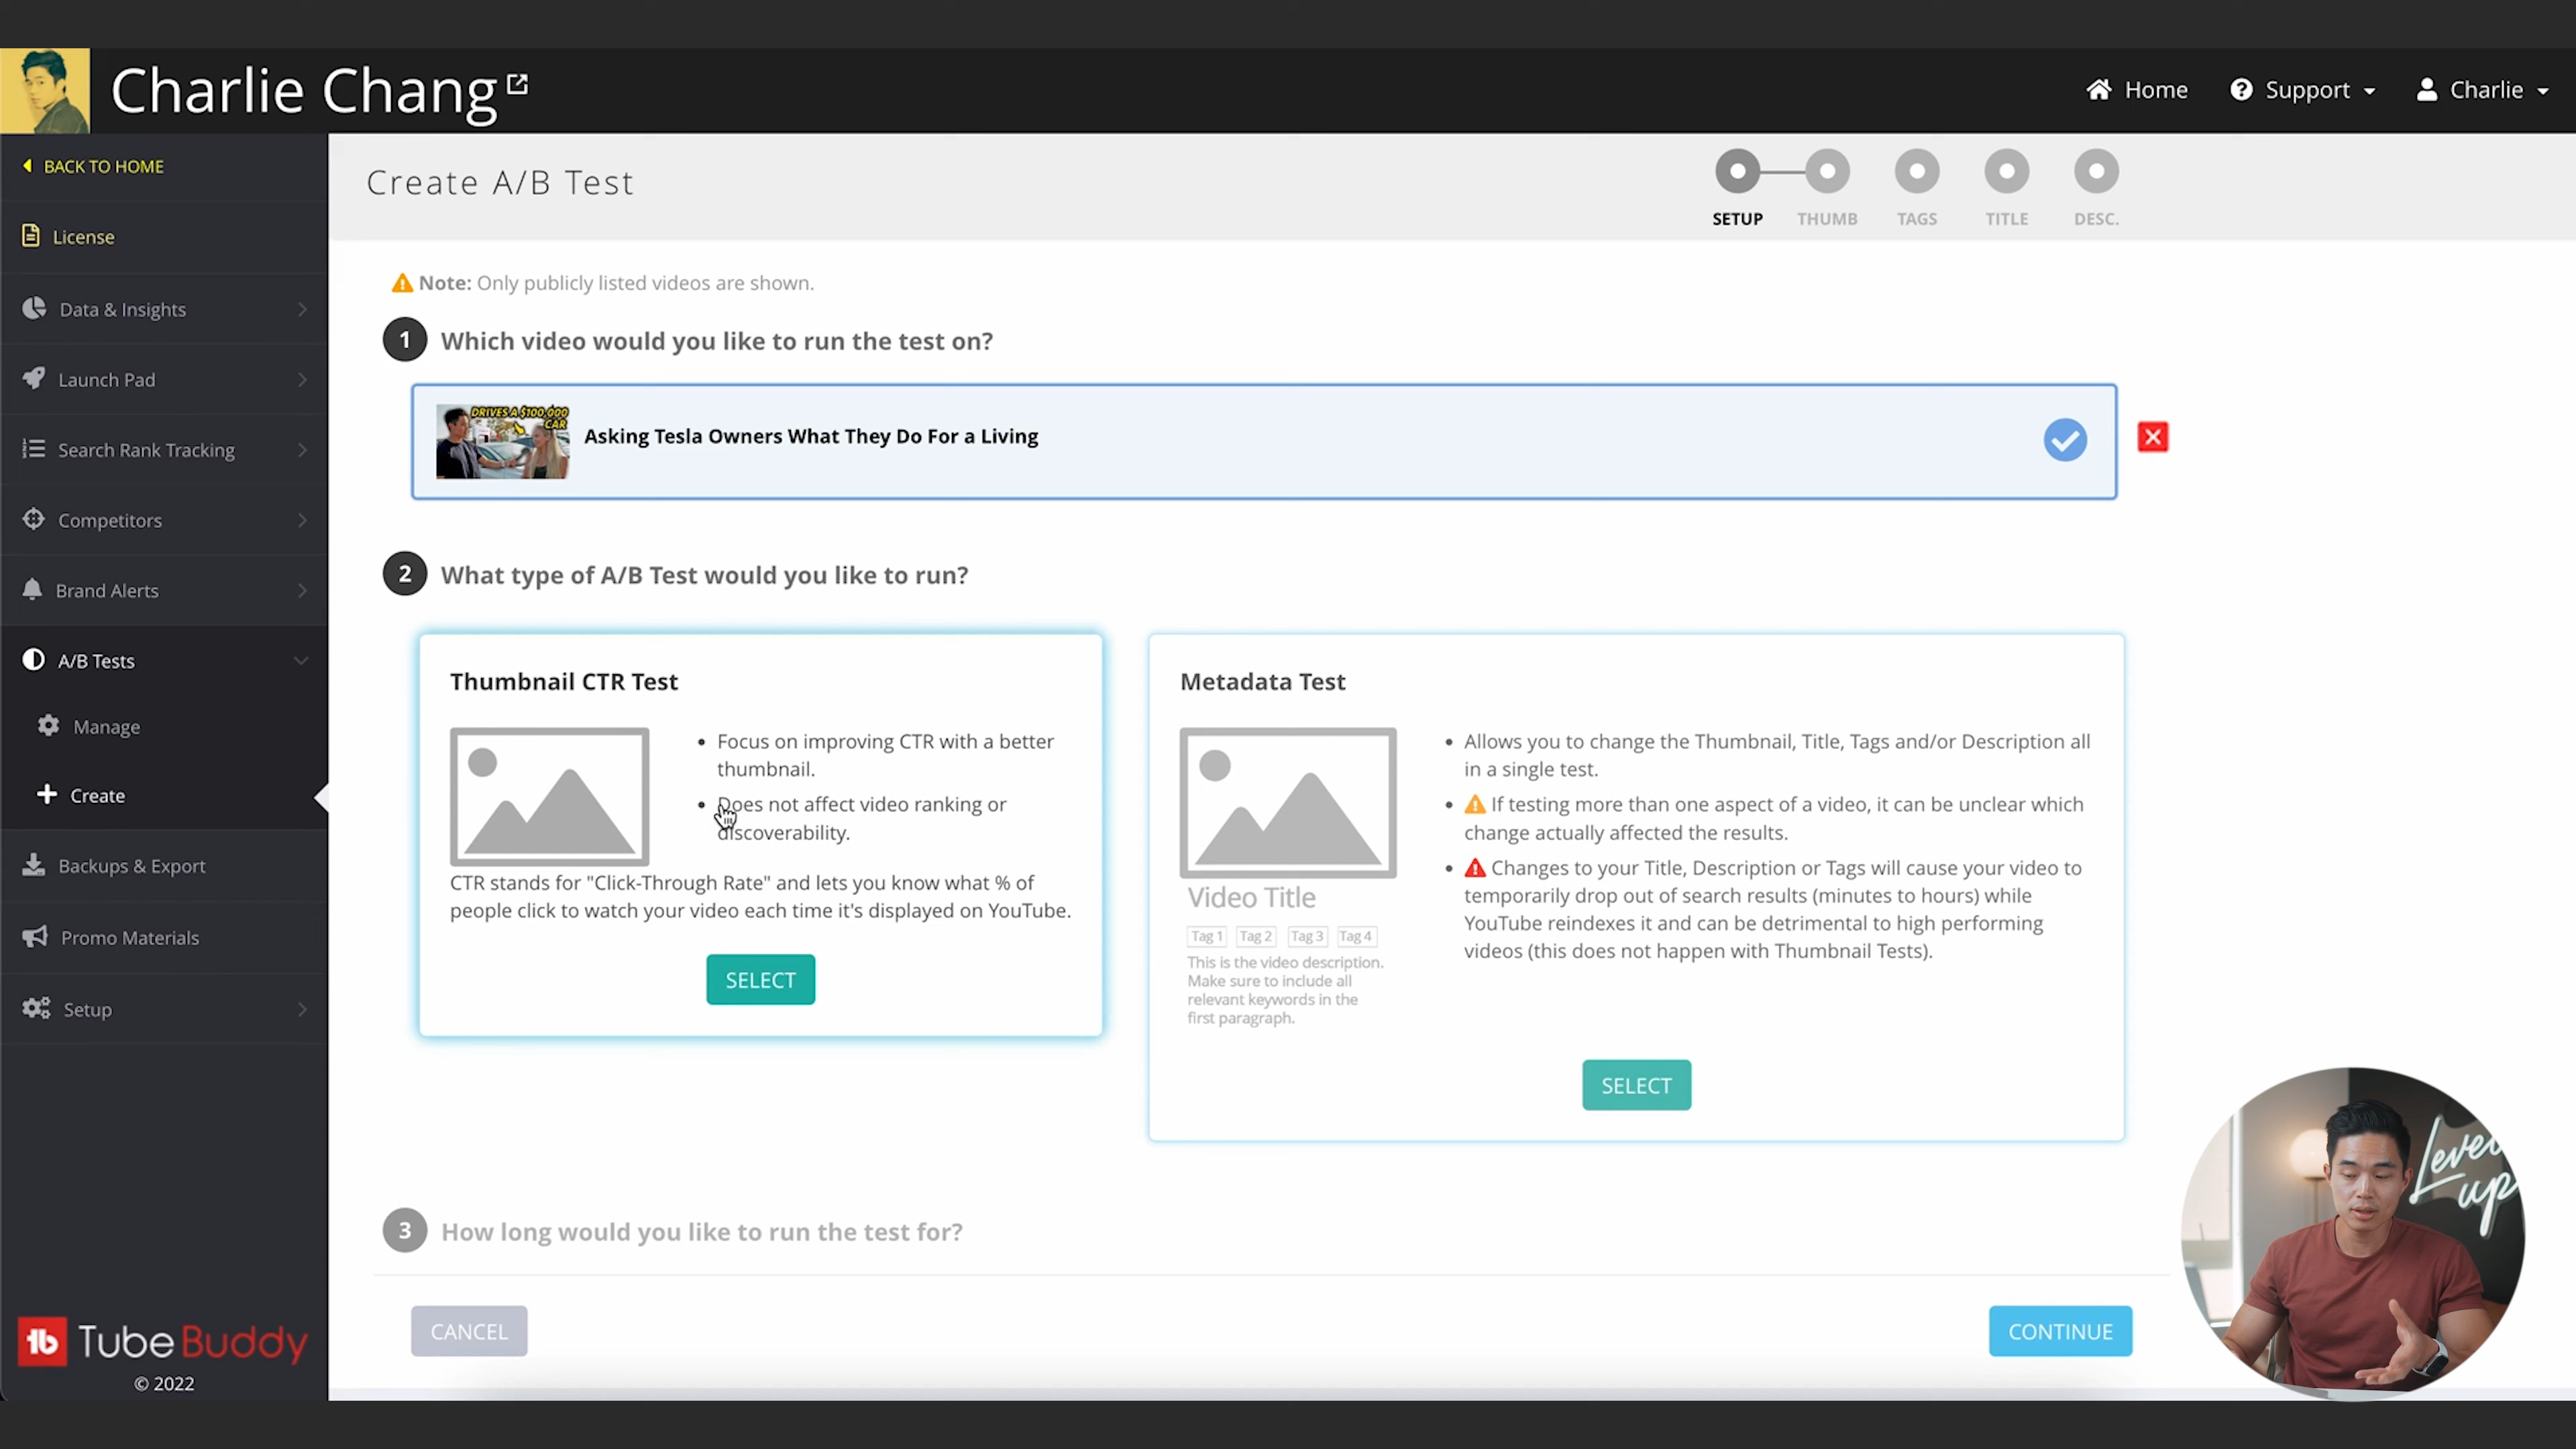 Charlie Chang
Home
Support
Charlie
BACK TO HOME
License
Data & Insights
Launch Pad
Search Rank Tracking
Competitors
Brand Alerts
A/B Tests
Manage
Create
Backups & Export
Promo Materials
Setup
TubeBuddy
© 2022
Create A/B Test
SETUP
THUMB
TAGS
TITLE
DESC.
Note: Only publicly listed videos are shown.
1 Which video would you like to run the test on?
DRIVES A $100,000
CAR
Asking Tesla Owners What They Do For a Living
2 What type of A/B Test would you like to run?
Thumbnail CTR Test
• Focus on improving CTR with a better
thumbnail.
• Does not affect video ranking or
discoverability.
CTR stands for "Click-Through Rate" and lets you know what % of
people click to watch your video each time it's displayed on YouTube.
SELECT
Metadata Test
Video Title
Tag 1 Tag 2 Tag 3 Tag 4
This is the video description.
Make sure to include all
relevant keywords in the
first paragraph.
• Allows you to change the Thumbnail, Title, Tags and/or Description all
in a single test.
• If testing more than one aspect of a video, it can be unclear which
change actually affected the results.
• Changes to your Title, Description or Tags will cause your video to
temporarily drop out of search results (minutes to hours) while
YouTube reindexes it and can be detrimental to high performing
videos (this does not happen with Thumbnail Tests).
SELECT
3 How long would you like to run the test for?
CANCEL
CONTINUE
Level
up